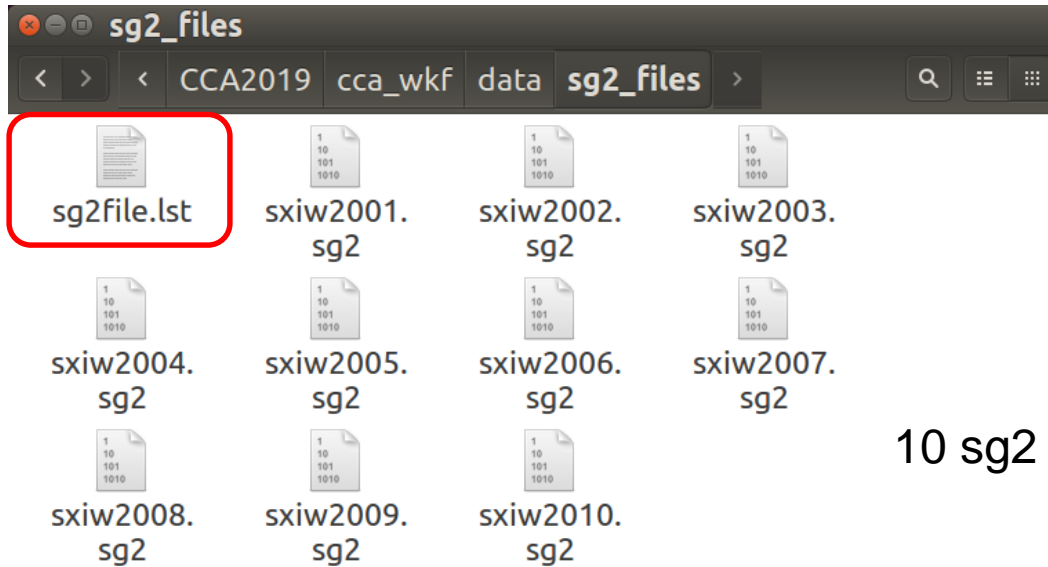 sg2_files
CCA2019 cca_wkf data sg2_files
sg2file.lst
sxiw2001.
sg2
sxiw2002.
sg2
sxiw2003.
sg2
sxiw2004.
sg2
sxiw2005.
sg2
sxiw2006.
sg2
sxiw2007.
sg2
sxiw2008.
sg2
sxiw2009.
sg2
sxiw2010.
sg2
10 sg2